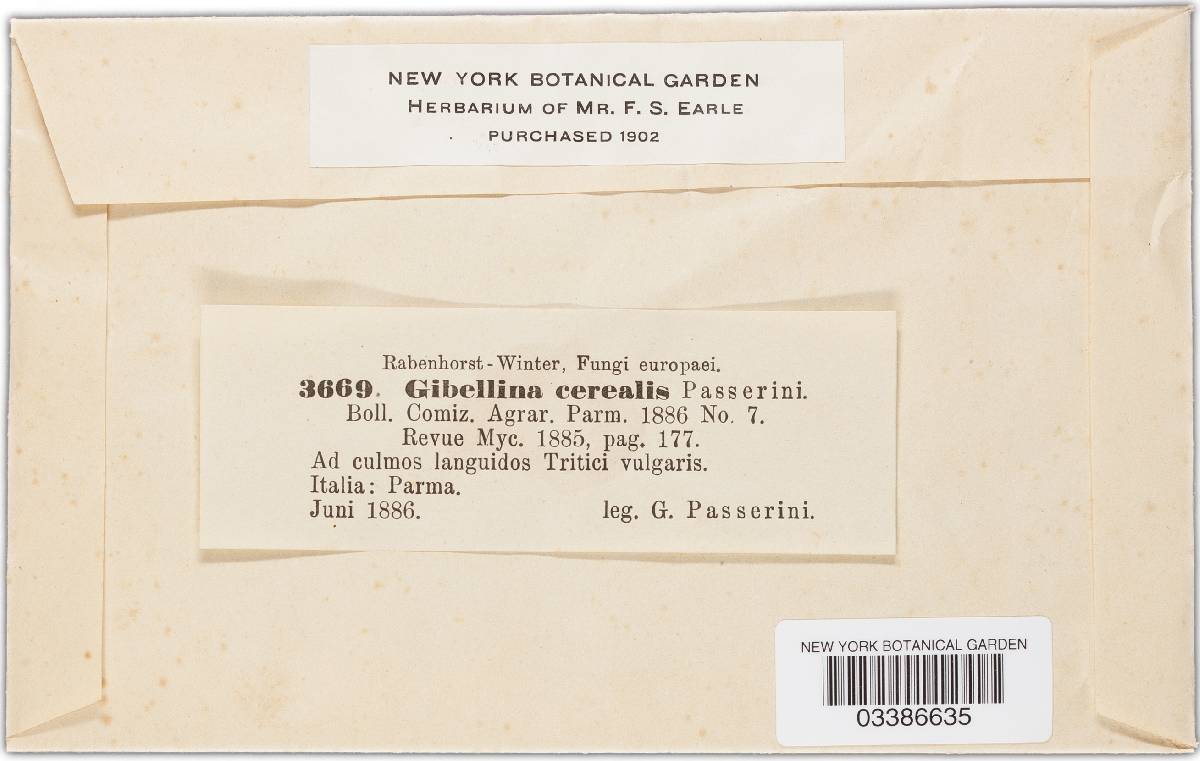 NEW YORK BOTANICAL GARDEN
HERBARIUM OF MR. F. S. EARLE
PURCHASED 1902
Rabenhorst-Winter, Fungi europaei.
3669. Gibellina cerealis Passerini.
Boll. Comiz. Agrar. Parm. 1886 No. 7.
Revue Myc. 1885, pag. 177.
Ad culmos languidos Tritici vulgaris.
Italia: Parma.
Juni 1886. leg. G. Passerini.
NEW YORK BOTANICAL GARDEN
03386635